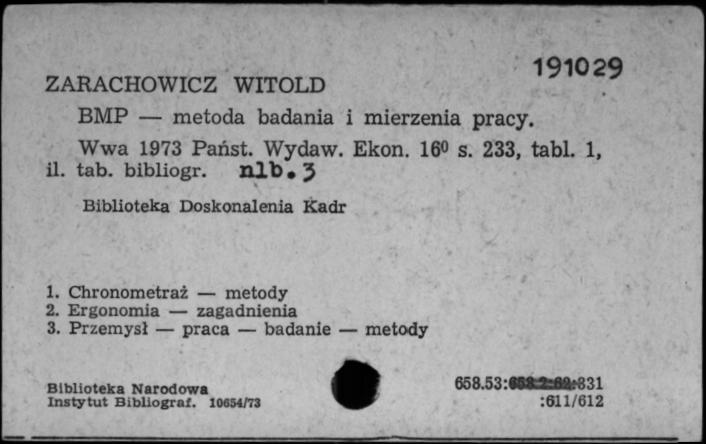 191029
ZARACHOWICZ WITOLD
BMP — metoda badania i mierzenia pracy.
Wwa 1973 Państ. Wydaw. Ekon. 16⁰ s. 233, tabl. 1,
il. tab. bibliogr. nlb. 3
Biblioteka Doskonalenia Kadr
1. Chronometraż — metody
2. Ergonomia — zagadnienia
3. Przemysł — praca — badanie — metody
Biblioteka Narodowa 658.53:831
Instytut Bibliograf. 10654/73 :611/612